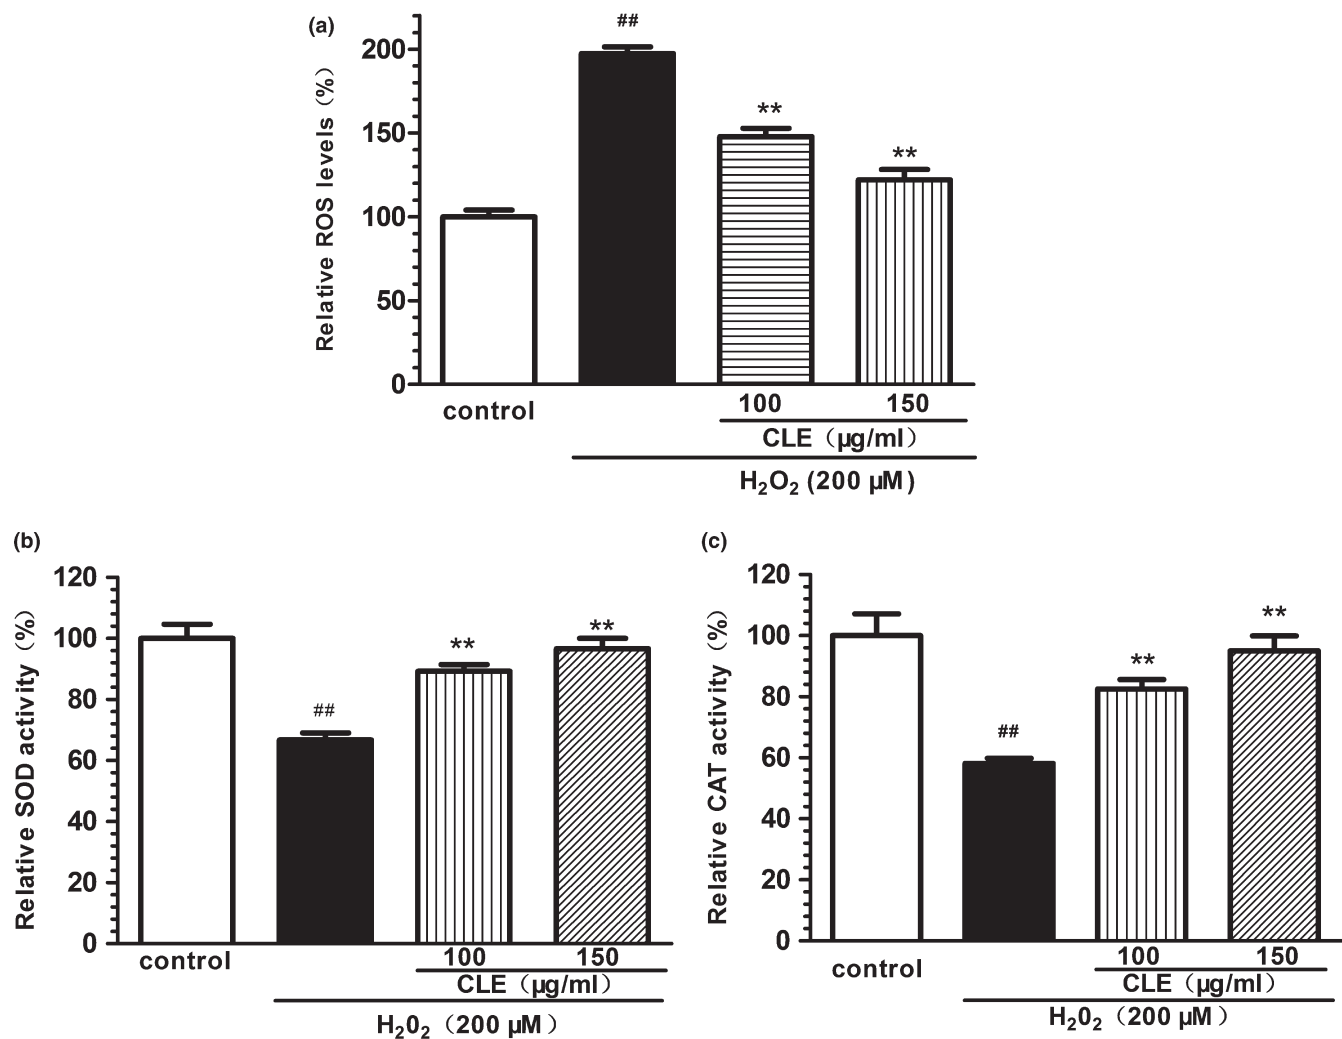 (a)
##
200
Relative ROS levels (%)
**
150
**
100
50
0
control
100
150
CLE（μg/ml）
H₂O₂ (200 μM)
(b)
120
Relative SOD activity (%)
100
**
**
80
##
60
40
20
0
control
100
150
CLE（μg/ml）
H₂0₂（200 μM）
(c)
120
Relative CAT activity (%)
**
100
**
80
##
60
40
20
0
control
100
150
CLE（μg/ml）
H₂0₂（200 μM）